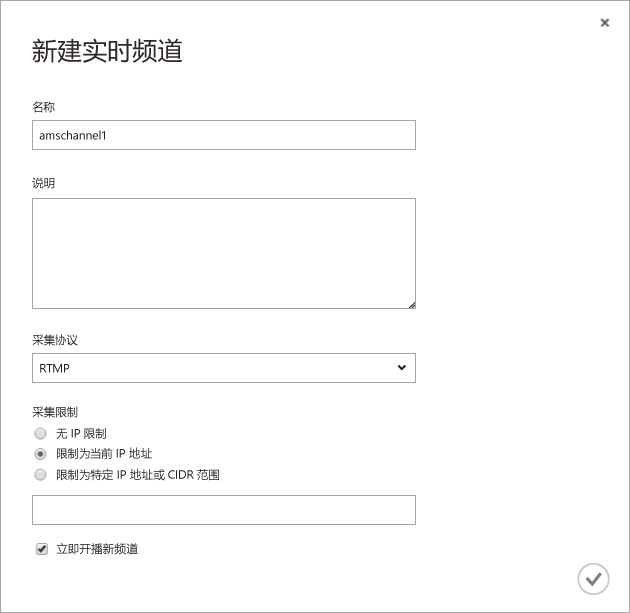 新建实时频道
名称
amschannel1
说明
采集协议
RTMP
采集限制
无 IP 限制
限制为当前 IP 地址
限制为特定 IP 地址或 CIDR 范围
立即开播新频道